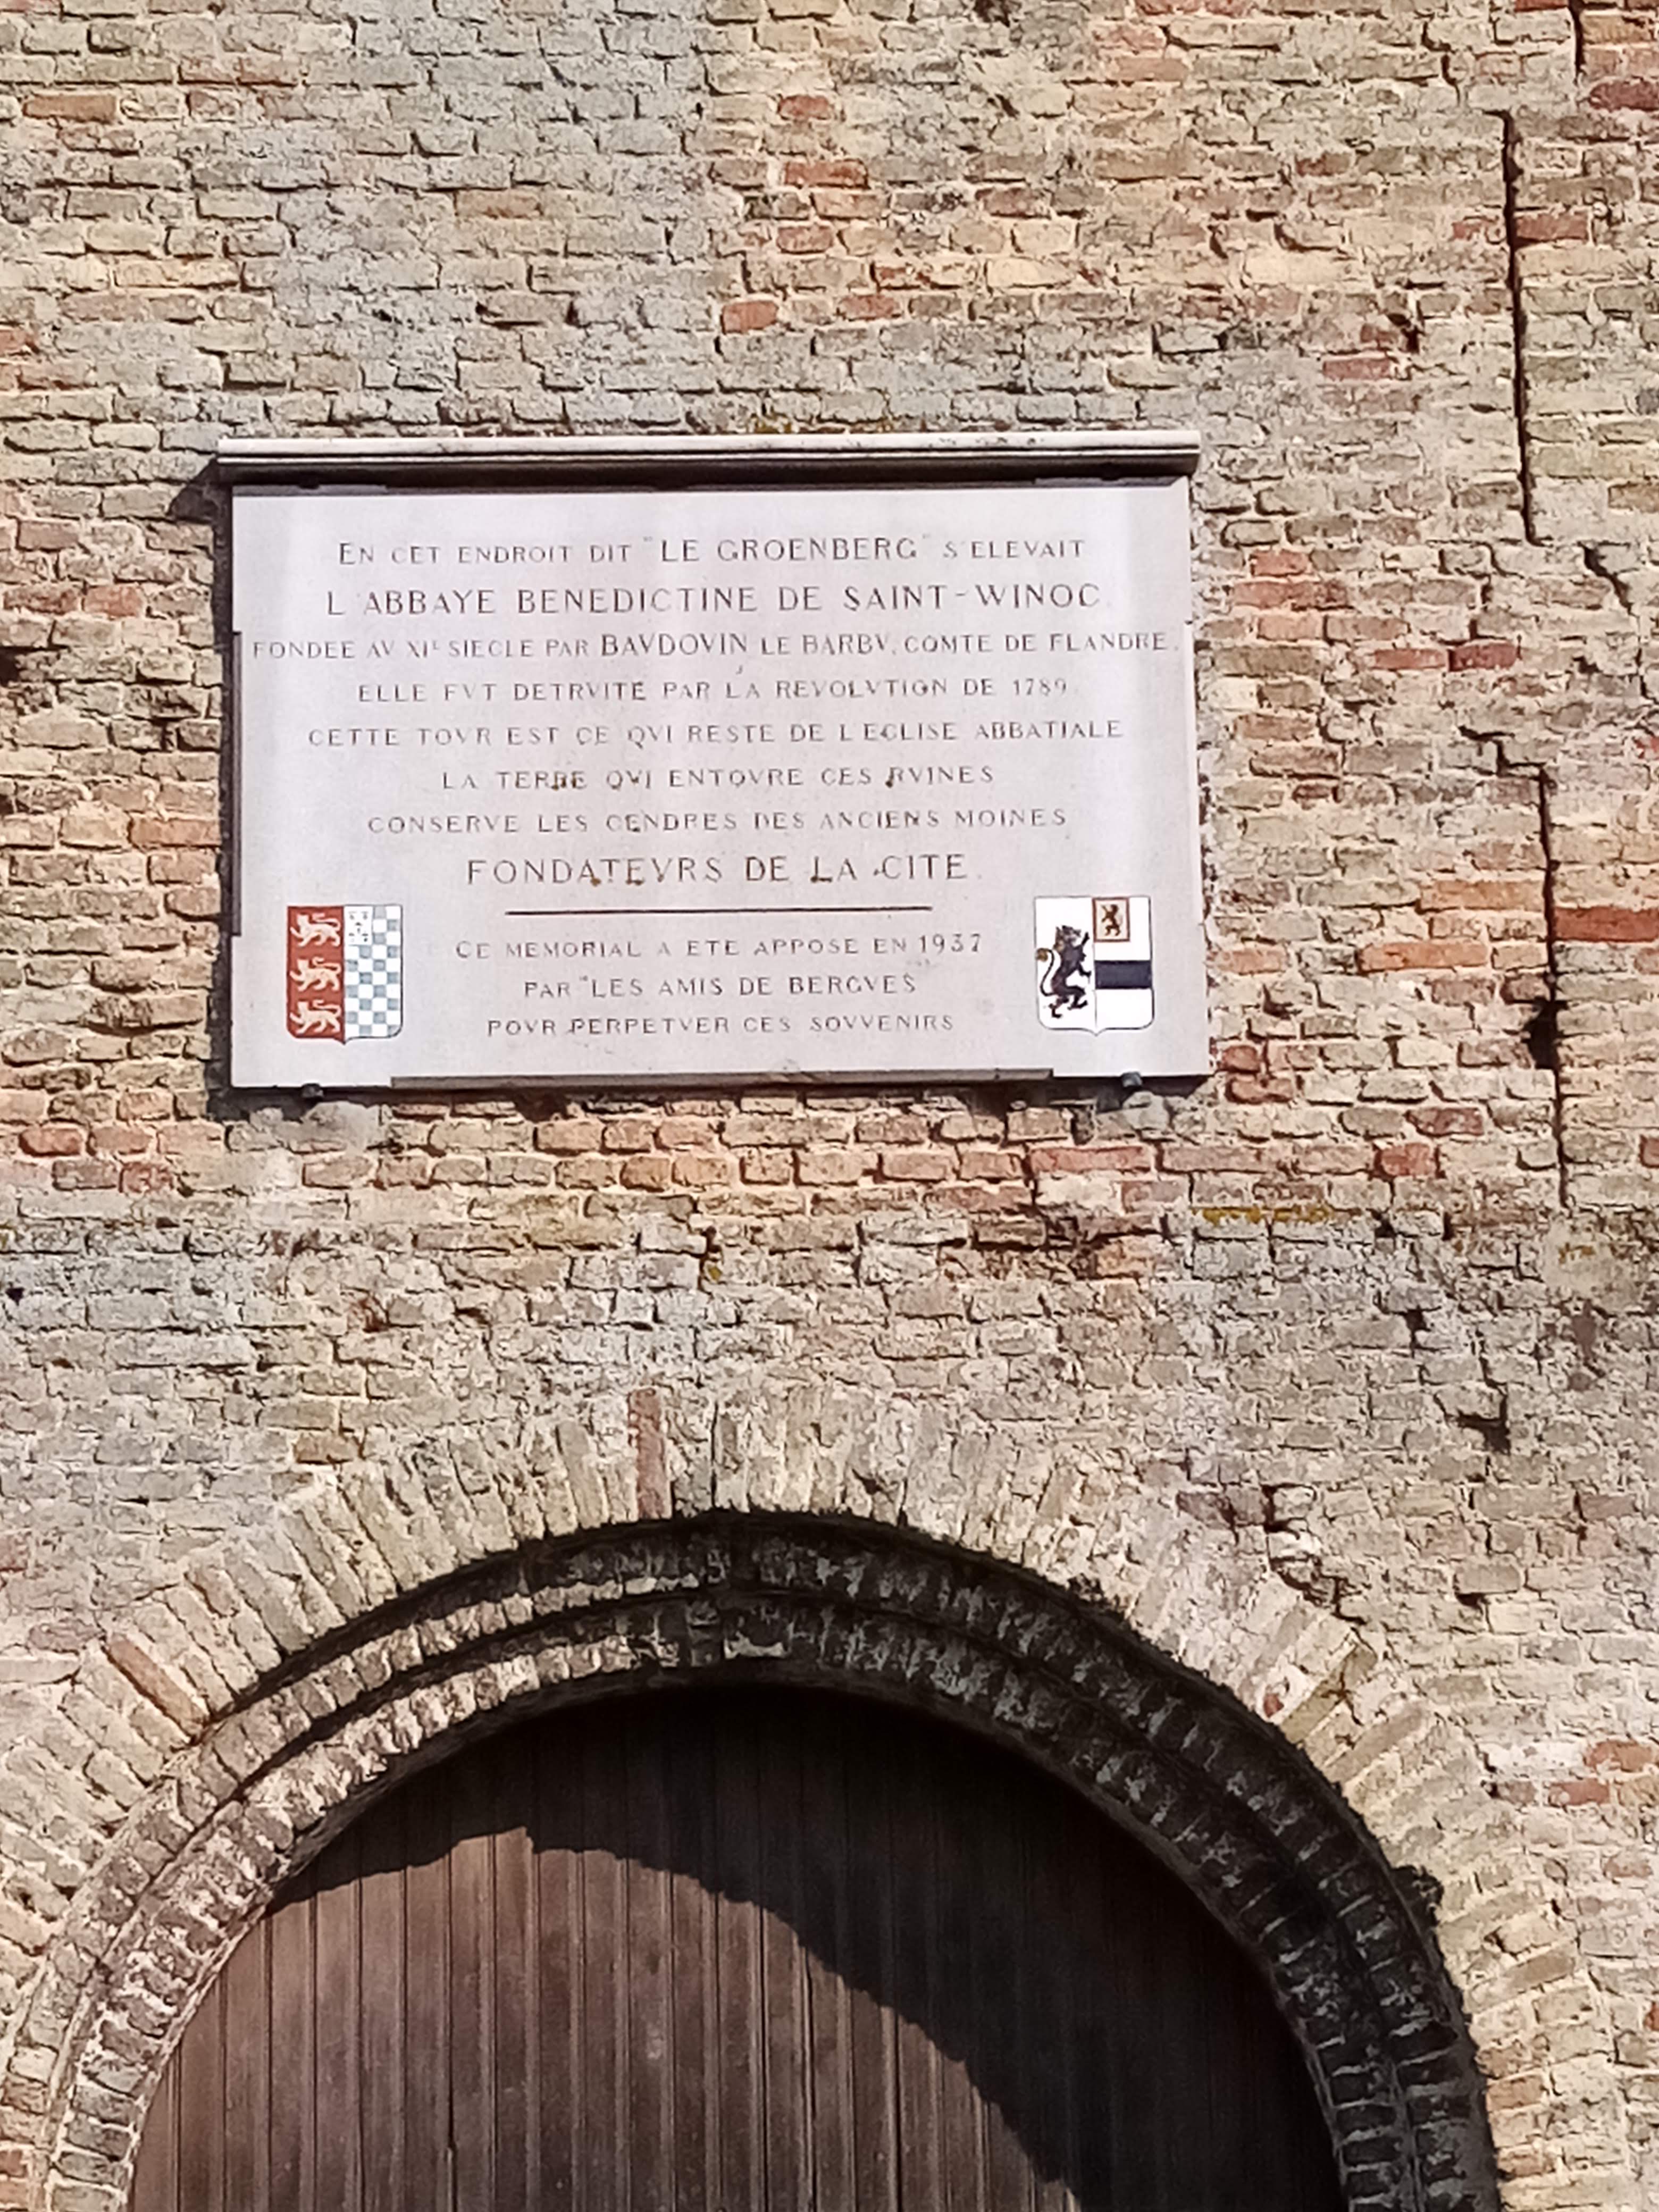 EN CET ENDROIT DIT "LE GROENBERG" S'ELEVAIT
L'ABBAYE BENEDICTINE DE SAINT-WINOC.
FONDEE AV XIE SIECLE PAR BAVDOVIN LE BARBV, COMTE DE FLANDRE,
ELLE FVT DETRVITE PAR LA REVOLVTION DE 1789.
CETTE TOVR EST CE QVI RESTE DE L'EGLISE ABBATIALE
LA TERRE QVI ENTOVRE CES RVINES
CONSERVE LES CENDRES DES ANCIENS MOINES
FONDATEVRS DE LA CITE.
CE MEMORIAL A ETE APPOSE EN 1937
PAR "LES AMIS DE BERGVES"
POVR PERPETVER CES SOVVENIRS